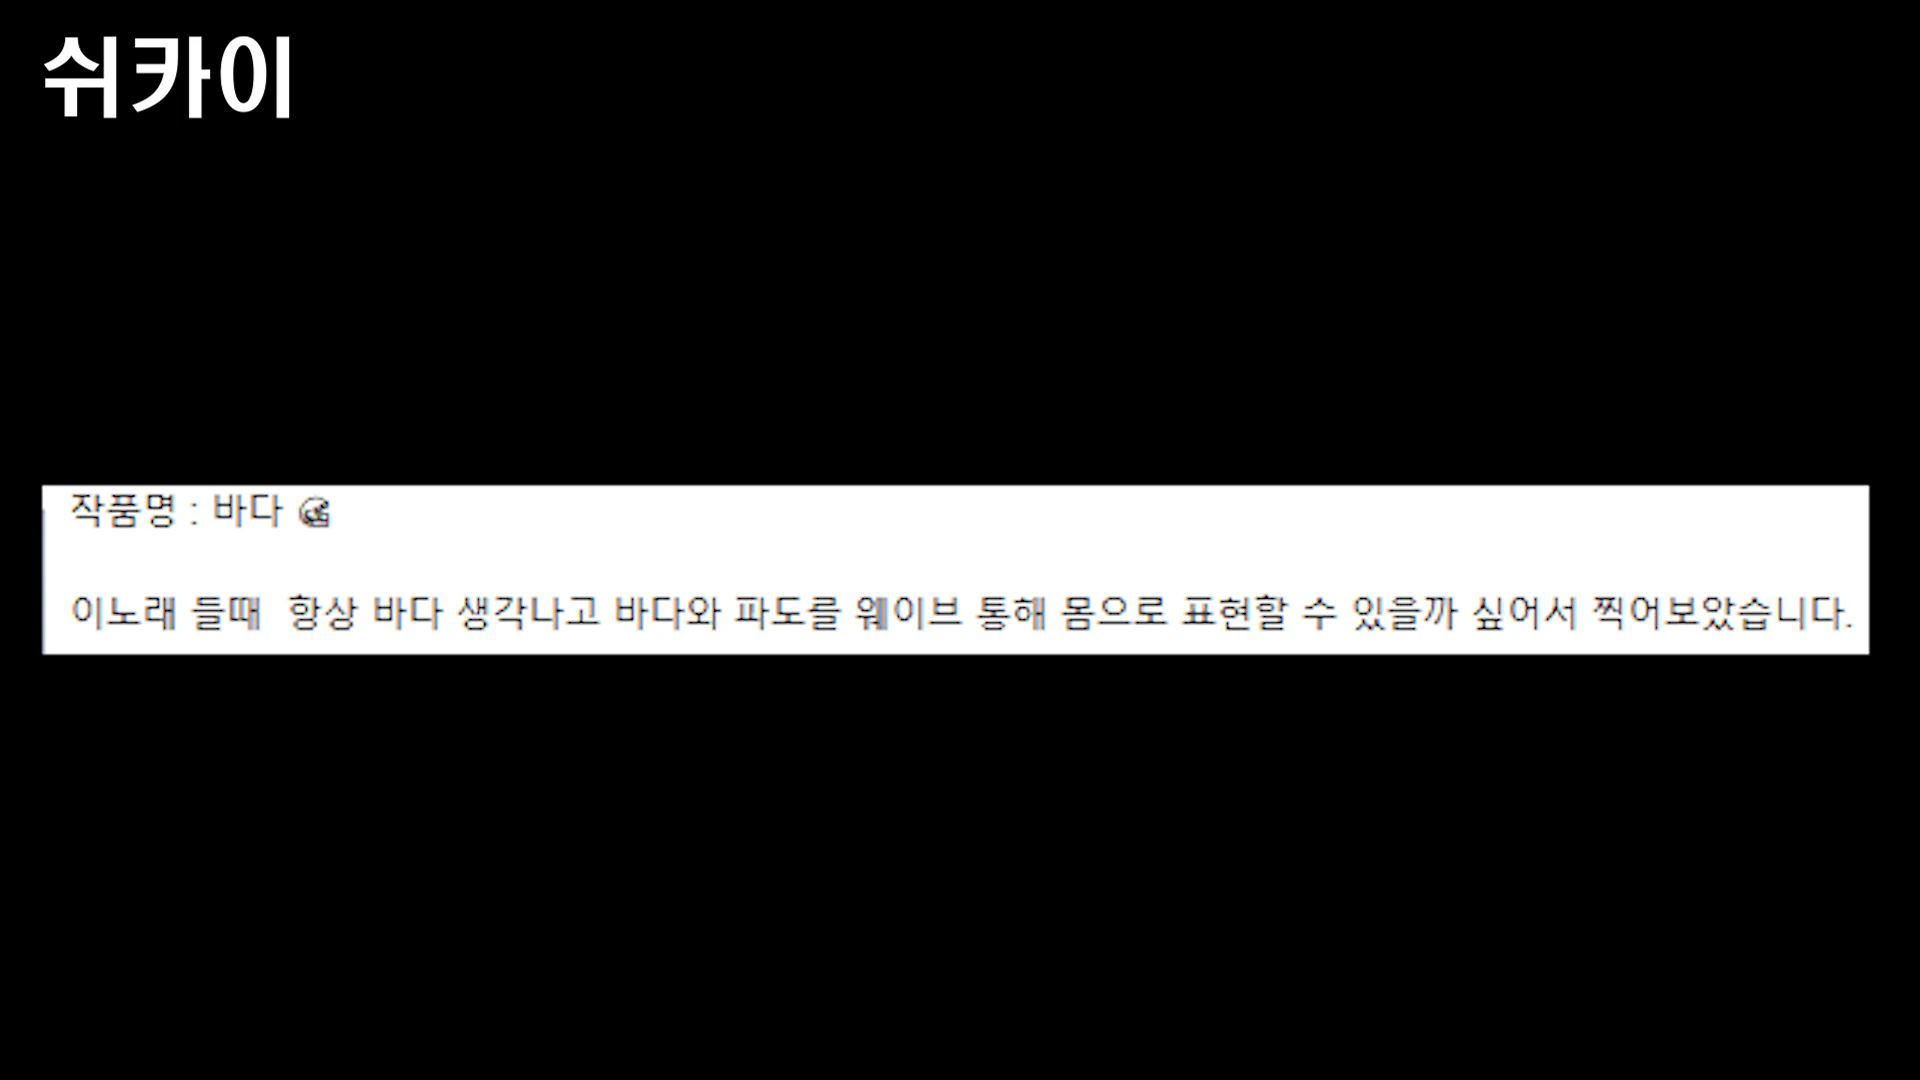 쉬캬이
작품명 : 바다 🌊
이노래 들때  항상 바다 생각나고 바다와 파도를 웨이브 통해 몸으로 표현할 수 있을까 싶어서 찍어보았습니다.